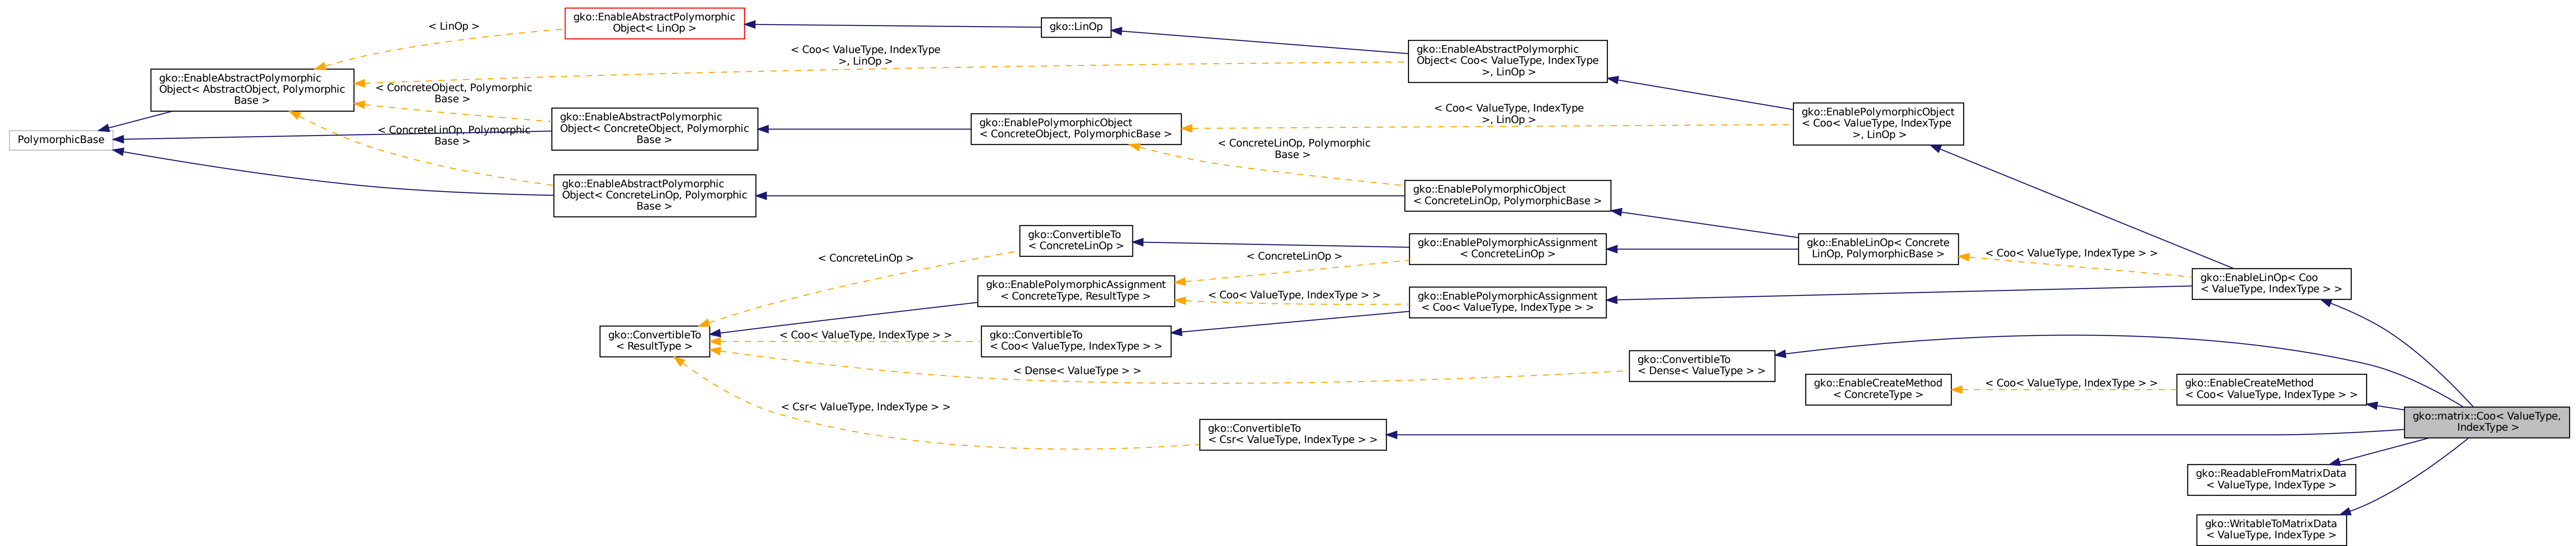 gko::EnableAbstractPolymorphic
Object< LinOp >
< LinOp >
gko::LinOp
gko::EnableAbstractPolymorphic
Object< Coo< ValueType, IndexType
>, LinOp >
< Coo< ValueType, IndexType
>, LinOp >
gko::EnableAbstractPolymorphic
Object< AbstractObject, Polymorphic
Base >
< ConcreteObject, Polymorphic
Base >
gko::EnableAbstractPolymorphic
Object< ConcreteObject, Polymorphic
Base >
gko::EnablePolymorphicObject
< ConcreteObject, PolymorphicBase >
< Coo< ValueType, IndexType
>, LinOp >
gko::EnablePolymorphicObject
< Coo< ValueType, IndexType
>, LinOp >
PolymorphicBase
< ConcreteLinOp, Polymorphic
Base >
< ConcreteLinOp, Polymorphic
Base >
gko::EnableAbstractPolymorphic
Object< ConcreteLinOp, Polymorphic
Base >
gko::EnablePolymorphicObject
< ConcreteLinOp, PolymorphicBase >
gko::ConvertibleTo
< ConcreteLinOp >
gko::EnablePolymorphicAssignment
< ConcreteLinOp >
gko::EnableLinOp< Concrete
LinOp, PolymorphicBase >
< Coo< ValueType, IndexType > >
< ConcreteLinOp >
< ConcreteLinOp >
gko::EnableLinOp< Coo
< ValueType, IndexType > >
gko::EnablePolymorphicAssignment
< ConcreteType, ResultType >
< Coo< ValueType, IndexType > >
gko::EnablePolymorphicAssignment
< Coo< ValueType, IndexType > >
gko::ConvertibleTo
< ResultType >
< Coo< ValueType, IndexType > >
gko::ConvertibleTo
< Coo< ValueType, IndexType > >
< Dense< ValueType > >
gko::ConvertibleTo
< Dense< ValueType > >
gko::EnableCreateMethod
< ConcreteType >
< Coo< ValueType, IndexType > >
gko::EnableCreateMethod
< Coo< ValueType, IndexType > >
< Csr< ValueType, IndexType > >
gko::ConvertibleTo
< Csr< ValueType, IndexType > >
gko::matrix::Coo< ValueType,
IndexType >
gko::ReadableFromMatrixData
< ValueType, IndexType >
gko::WritableToMatrixData
< ValueType, IndexType >